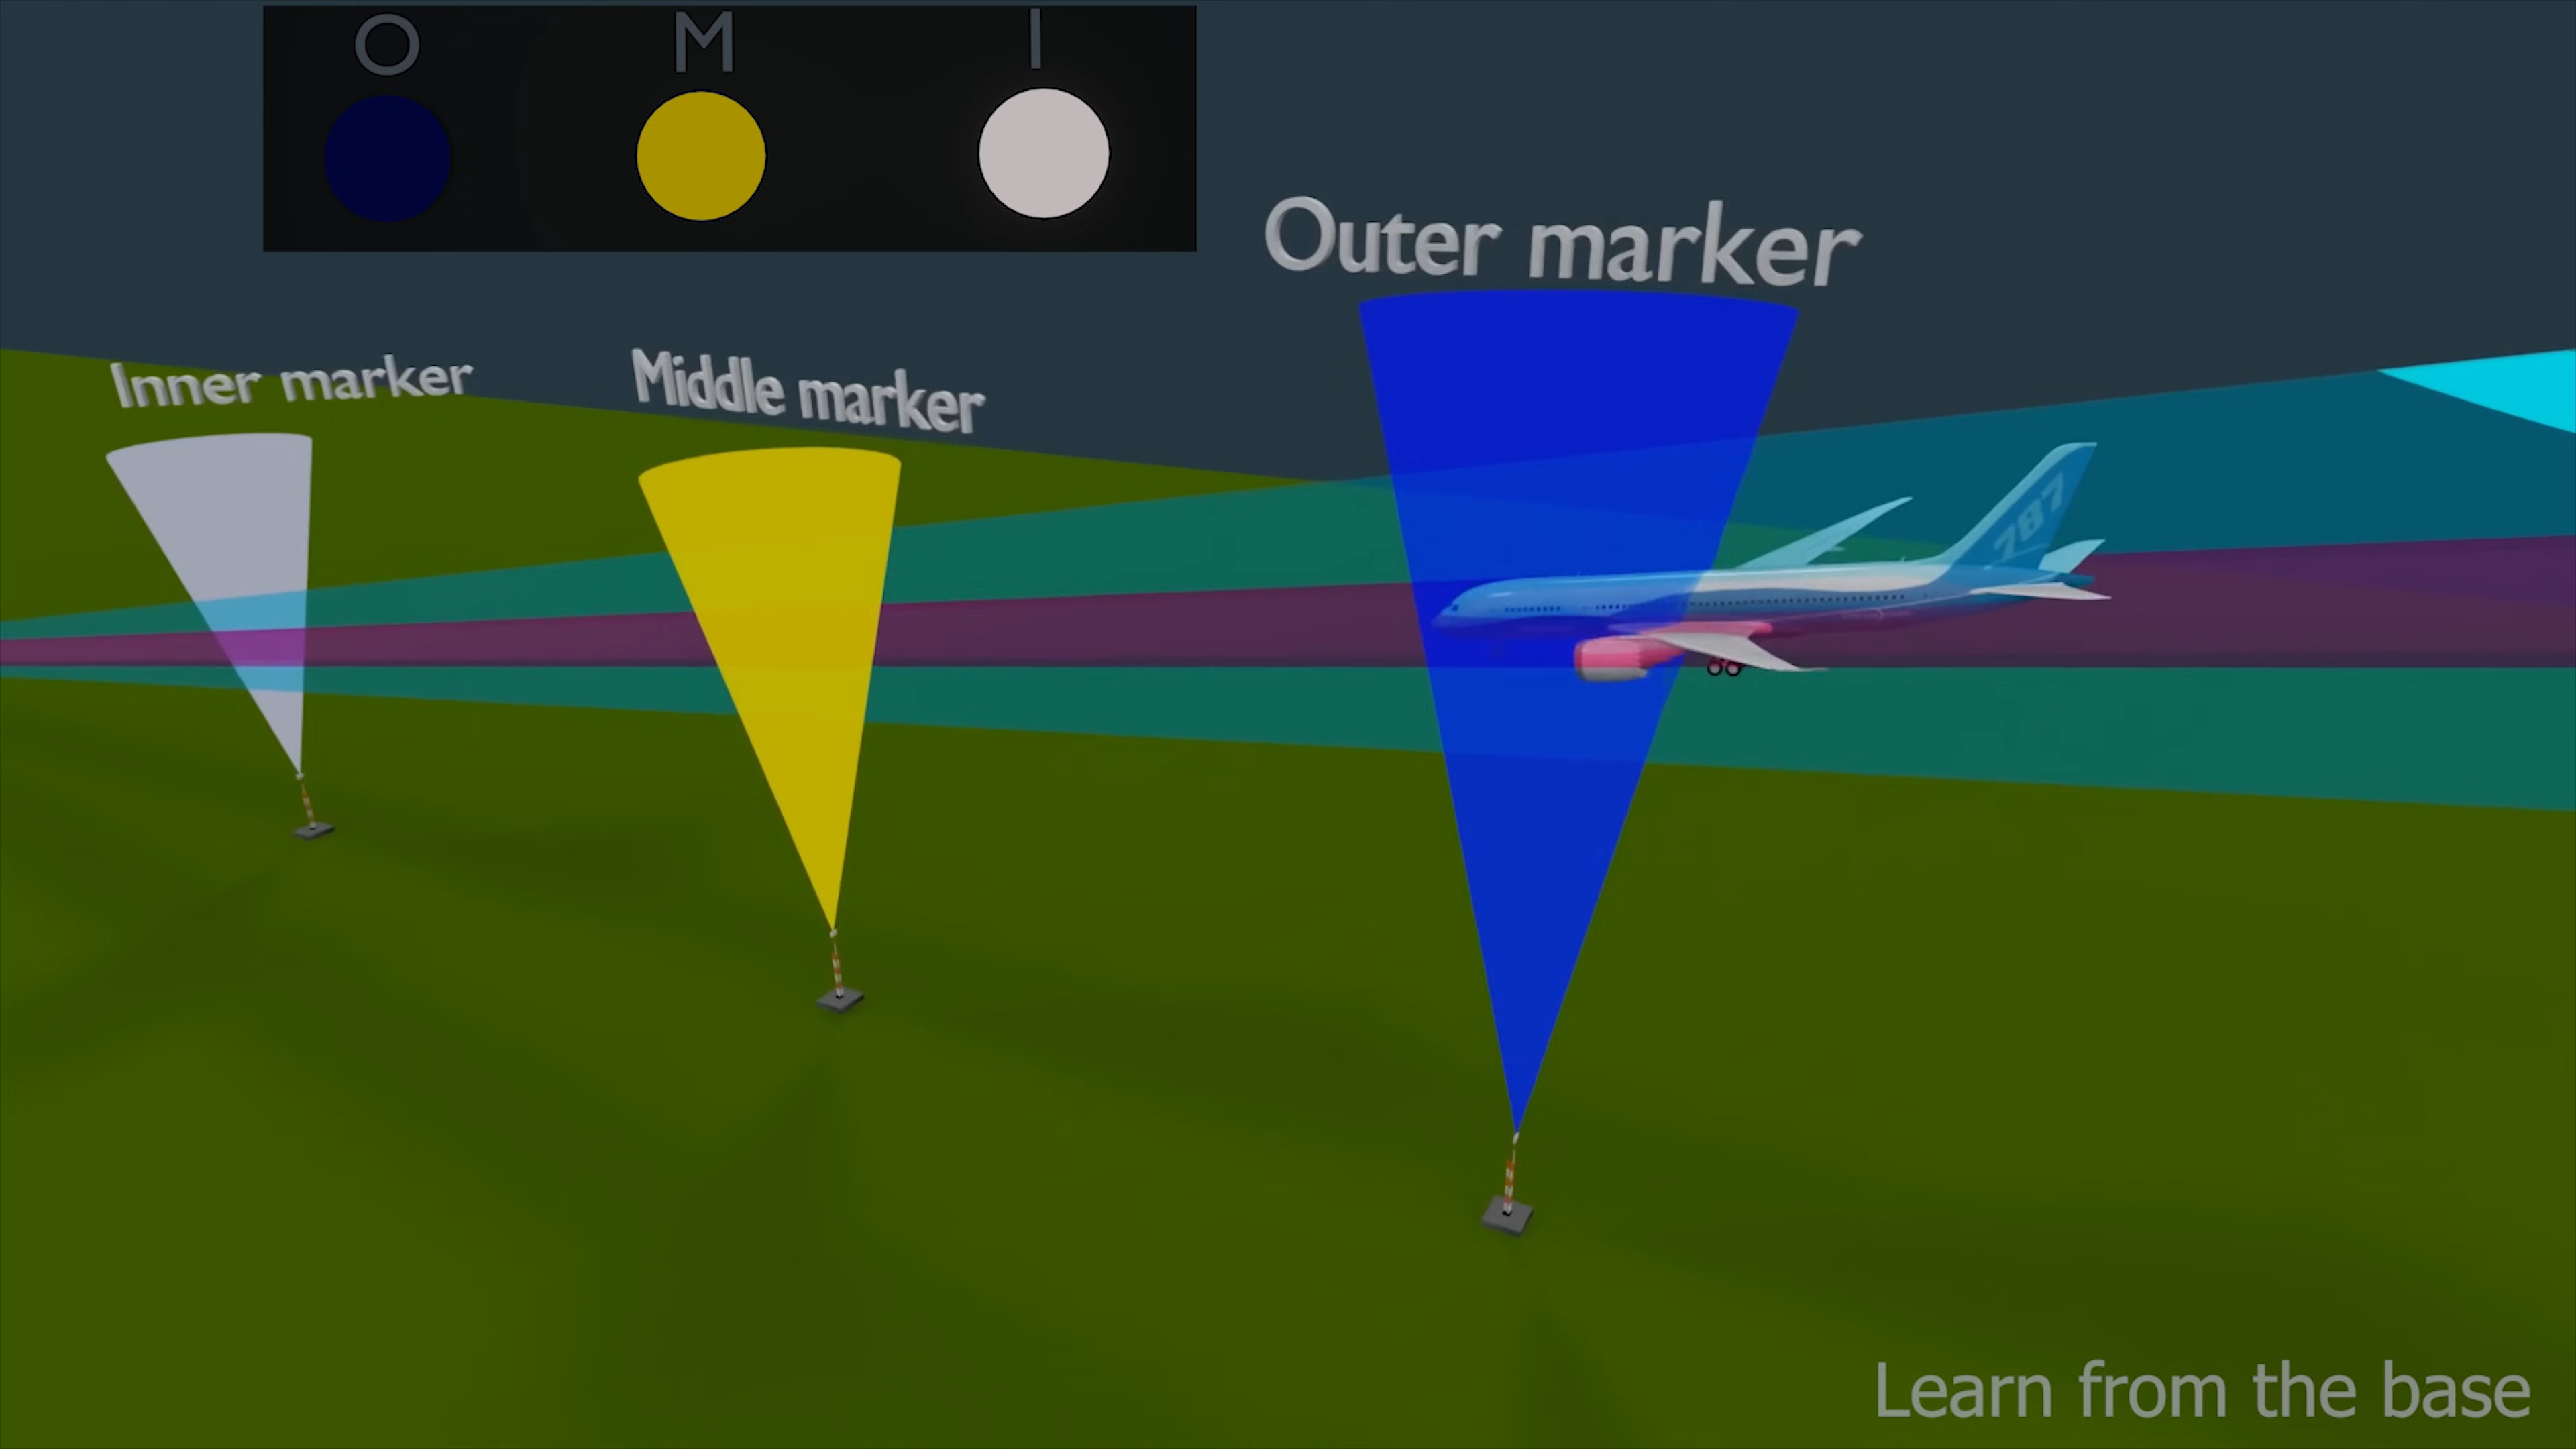 O M I
Outer marker
Inner marker
Middle marker
787
Learn from the base